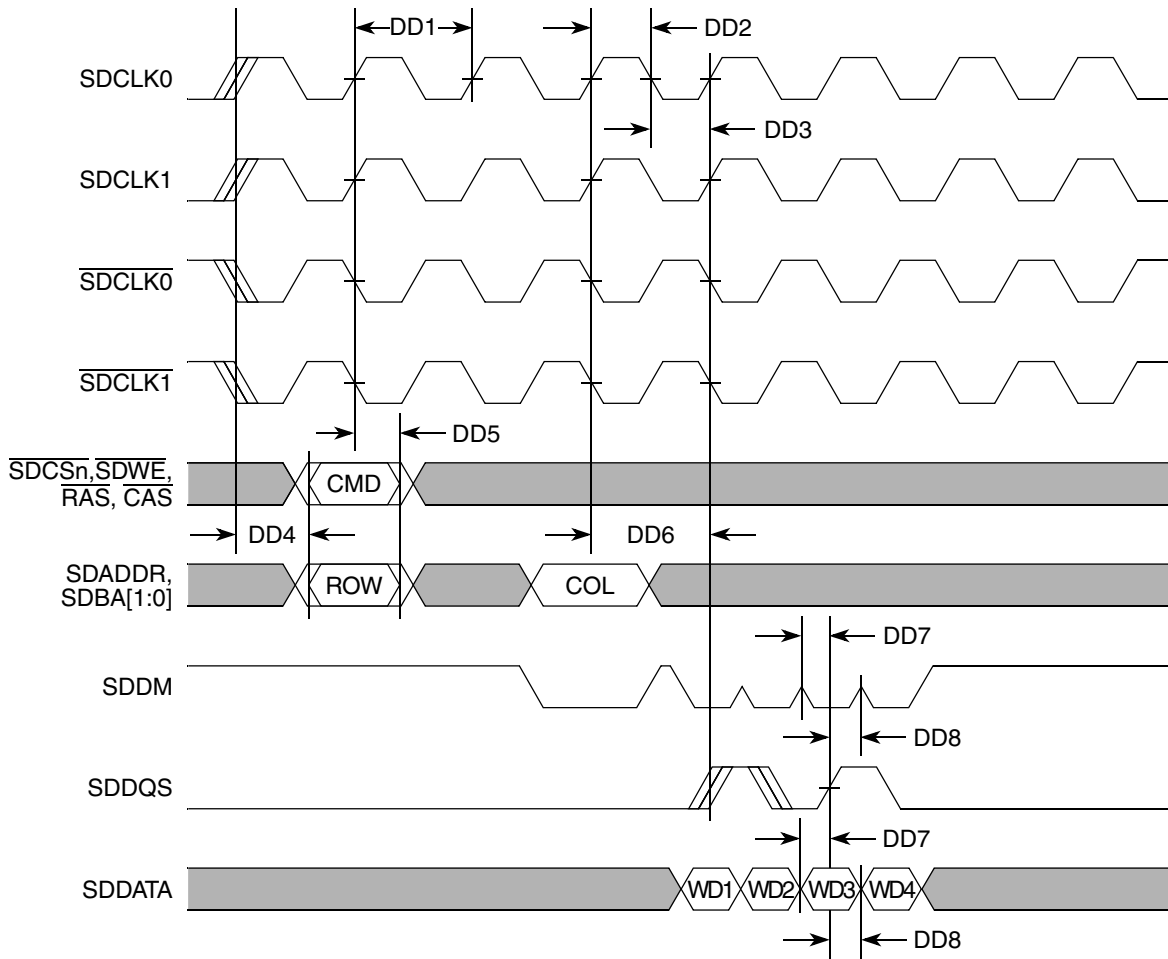 DD1
DD2
SDCLK0
DD3
SDCLK1
SDCLK0
SDCLK1
DD5
SDCSn,SDWE,
RAS, CAS
CMD
DD4
DD6
SDADDR,
SDBA[1:0]
ROW
COL
DD7
SDDM
DD8
SDDQS
DD7
SDDATA
WD1
WD2
WD3
WD4
DD8